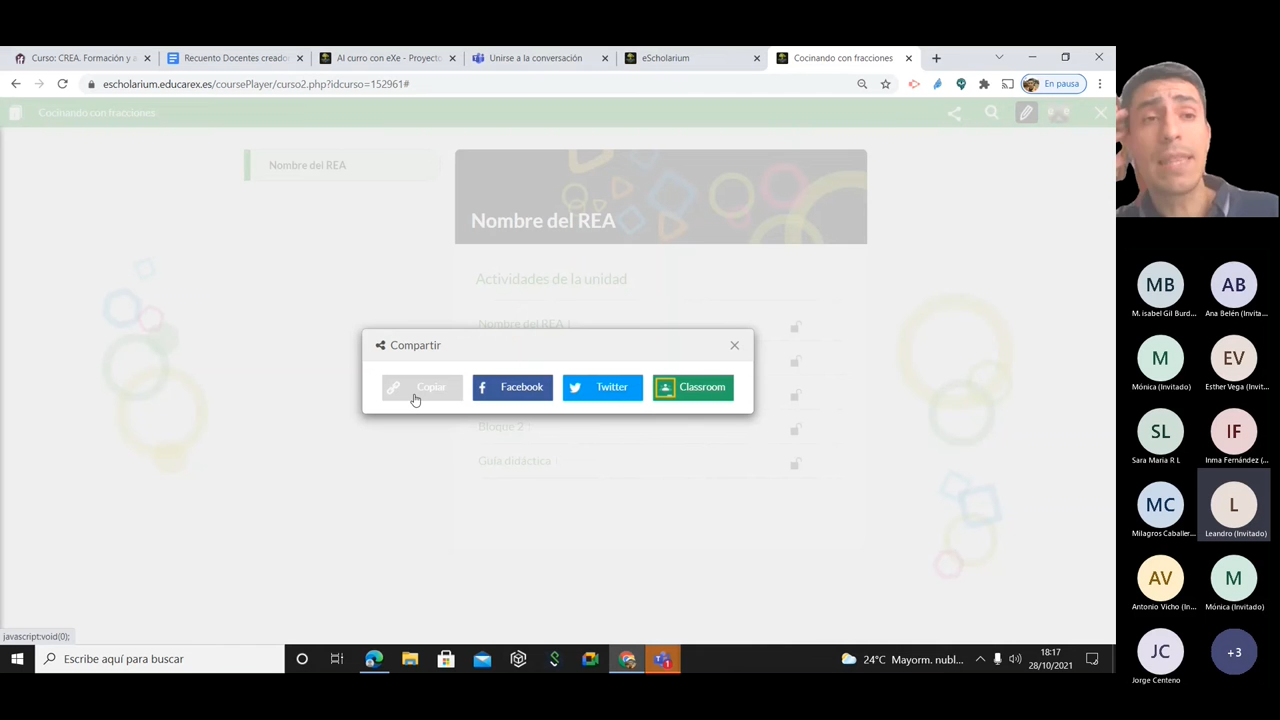 Curso: CREA. Formación y a
Recuento Docentes creado
Al curro con eXe - Proyecto
Unirse a la conversación
eScholarium
Cocinando con fracciones
escholarium.educarex.es/coursePlayer/curso2.php?idcurso=152961#
En pausa
Cocinando con fracciones
Nombre del REA
Nombre del REA
Actividades de la unidad
Nombre del REA
Compartir
Copiar
Facebook
Twitter
Classroom
Bloque 2
Guía didáctica
javascript:void(0);
Escribe aquí para buscar
24°C Mayorm. nubl...
18:17
28/10/2021
1
MB
AB
M. isabel Gil Burd...
Ana Belén (Invita...
M
EV
Mónica (Invitado)
Esther Vega (Invit...
SL
IF
Sara Maria R L
Inma Fernández (...
MC
L
Milagros Caballer...
Leandro (Invitado)
AV
M
Antonio Vicho (In...
Mónica (Invitado)
JC
+3
Jorge Centeno